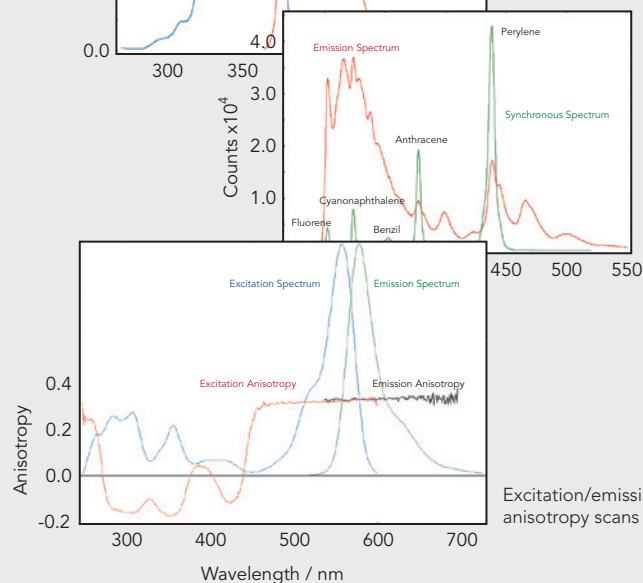 0.0
300 350
4.0
3.0
2.0
1.0
Counts x10⁴
Emission Spectrum
Perylene
Synchronous Spectrum
Anthracene
Cyanonaphthalene
Fluorene
Benzil
450 500 550
Excitation Spectrum
Emission Spectrum
Excitation Anisotropy
Emission Anisotropy
0.4
0.2
0.0
-0.2
Anisotropy
300 400 500 600 700
Wavelength / nm
Excitation/emissi
anisotropy scans